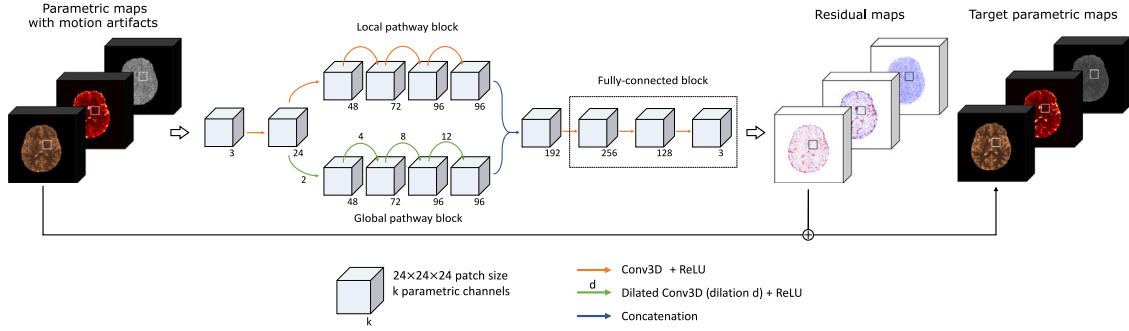 Parametric maps
with motion artifacts
Local pathway block
Residual maps
Target parametric maps
48
72
96
96
Fully-connected block
3
24
4
8
12
2
192
256
128
3
48
72
96
96
Global pathway block
24×24×24 patch size
k parametric channels
k
Conv3D + ReLU
d
Dilated Conv3D (dilation d) + ReLU
Concatenation